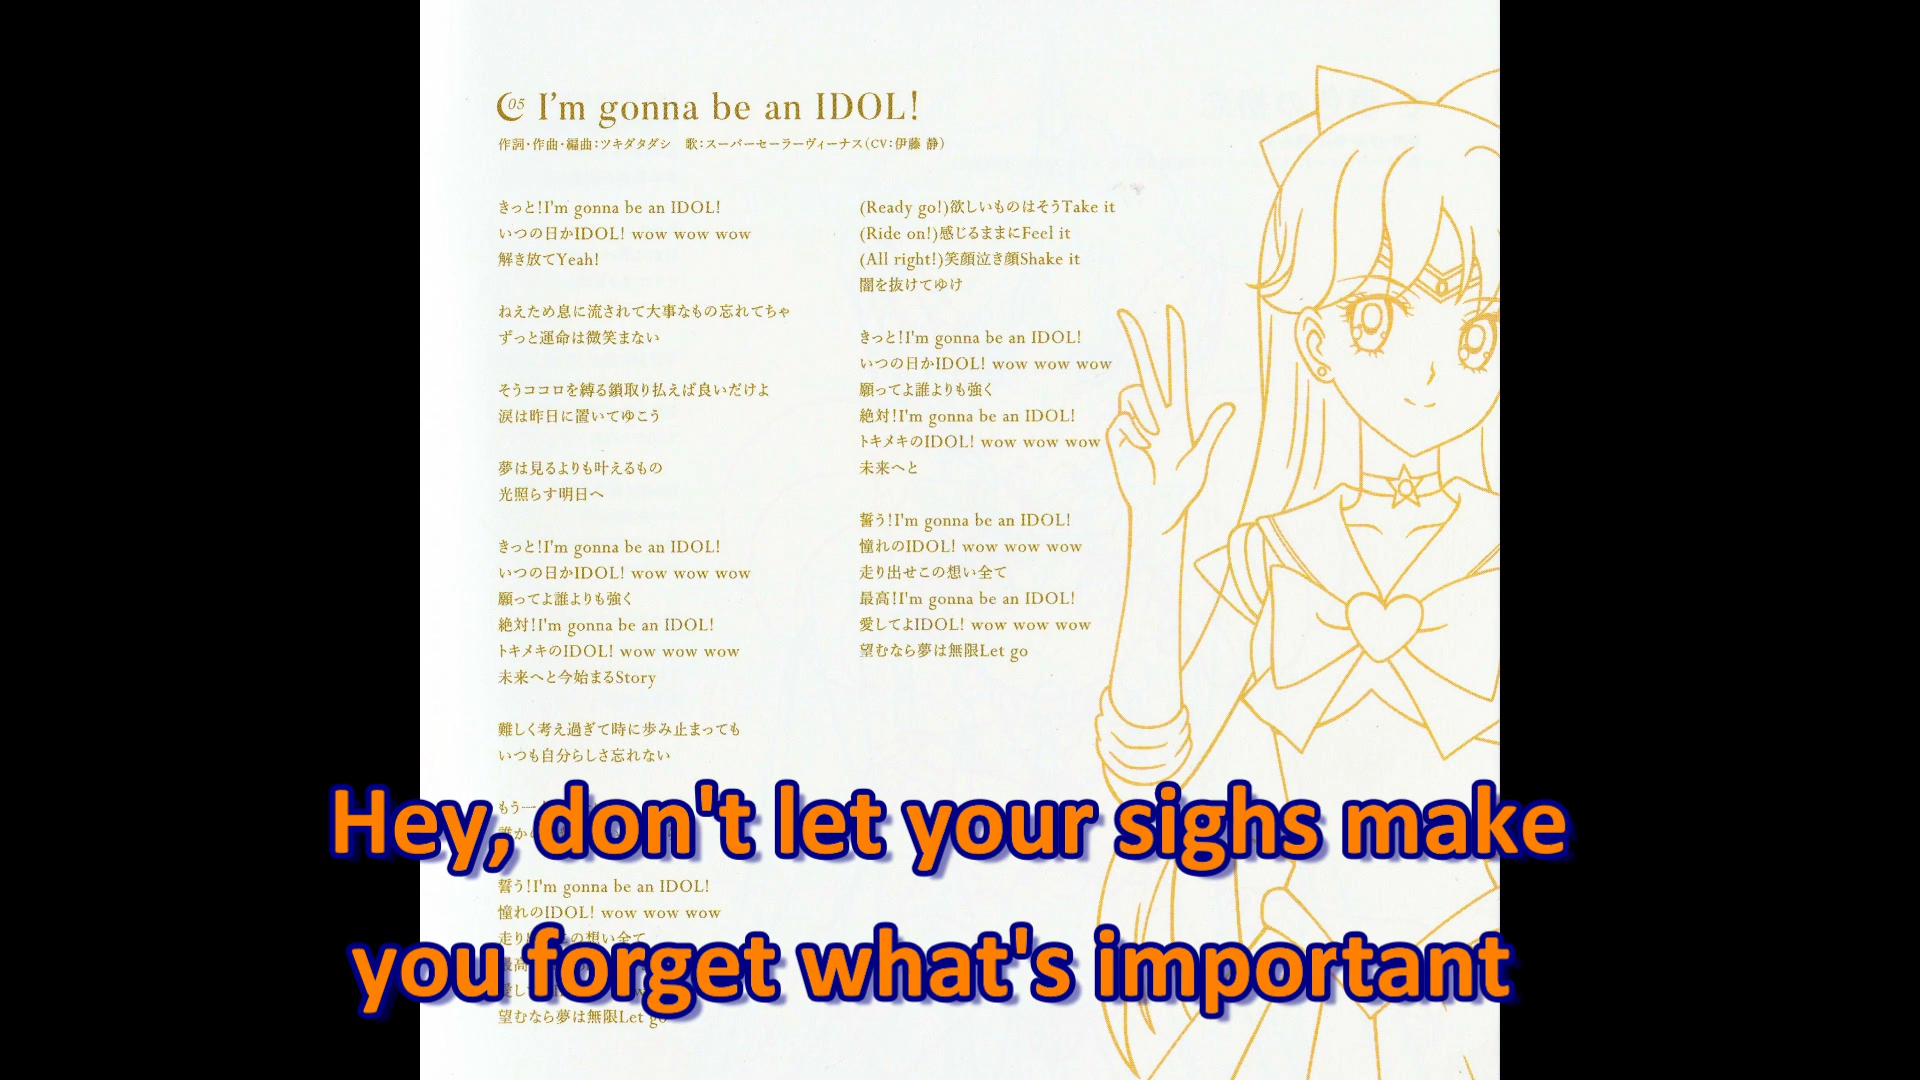 05 I'm gonna be an IDOL!
作詞・作曲・編曲:ツキダタダシ 歌:スーパーセーラーヴィーナス(CV:伊藤 静)
きっと!I'm gonna be an IDOL!
いつの日かIDOL! wow wow wow
解き放てYeah!
ねえため息に流されて大事なもの忘れてちゃ
ずっと運命は微笑まない
そうココロを縛る鎖取り払えば良いだけよ
涙は昨日に置いてゆこう
夢は見るよりも叶えるもの
光照らす明日へ
きっと!I'm gonna be an IDOL!
いつの日かIDOL! wow wow wow
願ってよ誰よりも強く
絶対!I'm gonna be an IDOL!
トキメキのIDOL! wow wow wow
未来へと今始まるStory
難しく考え過ぎて時に歩み止まっても
いつも自分らしさ忘れない
もう一
誰か
誓う!I'm gonna be an IDOL!
憧れのIDOL! wow wow wow
走り の想い全て
最高
望むなら夢は無限Let go
(Ready go!)欲しいものはそうTake it
(Ride on!)感じるままにFeel it
(All right!)笑顔泣き顔Shake it
闇を抜けてゆけ
きっと!I'm gonna be an IDOL!
いつの日かIDOL! wow wow wow
願ってよ誰よりも強く
絶対!I'm gonna be an IDOL!
トキメキのIDOL! wow wow wow
未来へと
誓う!I'm gonna be an IDOL!
憧れのIDOL! wow wow wow
走り出せこの想い全て
最高!I'm gonna be an IDOL!
愛してよIDOL! wow wow wow
望むなら夢は無限Let go
Hey, don't let your sighs make
you forget what's important